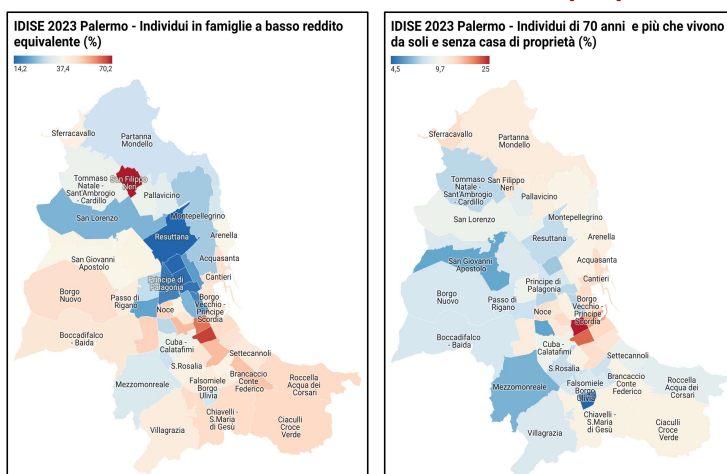 IDISE 2023 Palermo - Individui in famiglie a basso reddito
equivalente (%)
14,2 37,4 70,2
Sferracavallo
Partanna
Mondello
Tommaso
Natale -
Sant'Ambrogio
- Cardillo
San Filippo
Neri
Pallavicino
San Lorenzo
Montepellegrino
Resuttana
Arenella
San Giovanni
Apostolo
Acquasanta
Principe di
Palagonia
Cantieri
Borgo
Nuovo
Passo di
Rigano
Borgo
Vecchio -
Principe
Scordia
Noce
Boccadifalco
- Baida
Cuba -
Calatafimi
Settecannoli
S.Rosalia
Mezzomonreale
Falsomiele
Borgo
Ulivia
Brancaccio
Conte
Federico
Roccella
Acqua dei
Corsari
Villagrazia
Chiavelli -
S.Maria
di Gesù
Ciaculli
Croce
Verde
IDISE 2023 Palermo - Individui di 70 anni e più che vivono
da soli e senza casa di proprietà (%)
4,5 9,7 25
Sferracavallo
Partanna
Mondello
Tommaso
Natale -
Sant'Ambrogio
- Cardillo
San Filippo
Neri
Pallavicino
San Lorenzo
Montepellegrino
Resuttana
Arenella
San Giovanni
Apostolo
Acquasanta
Principe di
Palagonia
Cantieri
Borgo
Nuovo
Passo di
Rigano
Borgo
Vecchio -
Principe
Scordia
Noce
Boccadifalco
- Baida
Cuba -
Calatafimi
Settecannoli
S.Rosalia
Mezzomonreale
Falsomiele
Borgo
Ulivia
Brancaccio
Conte
Federico
Roccella
Acqua dei
Corsari
Villagrazia
Chiavelli -
S.Maria
di Gesù
Ciaculli
Croce
Verde